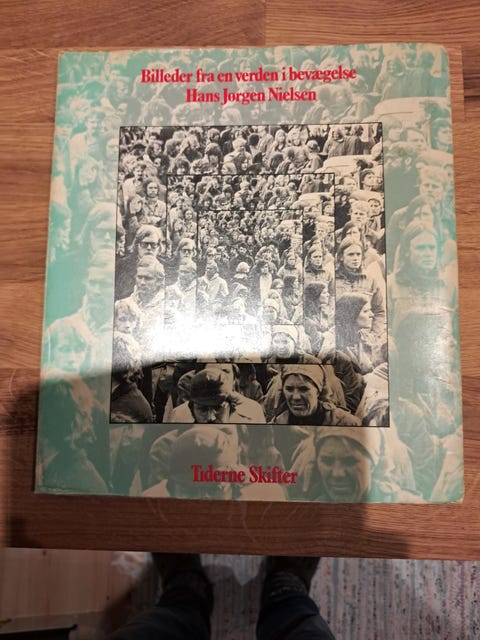 Billeder fra en verden i bevægelse
Hans Jørgen Nielsen
Tiderne Skifter